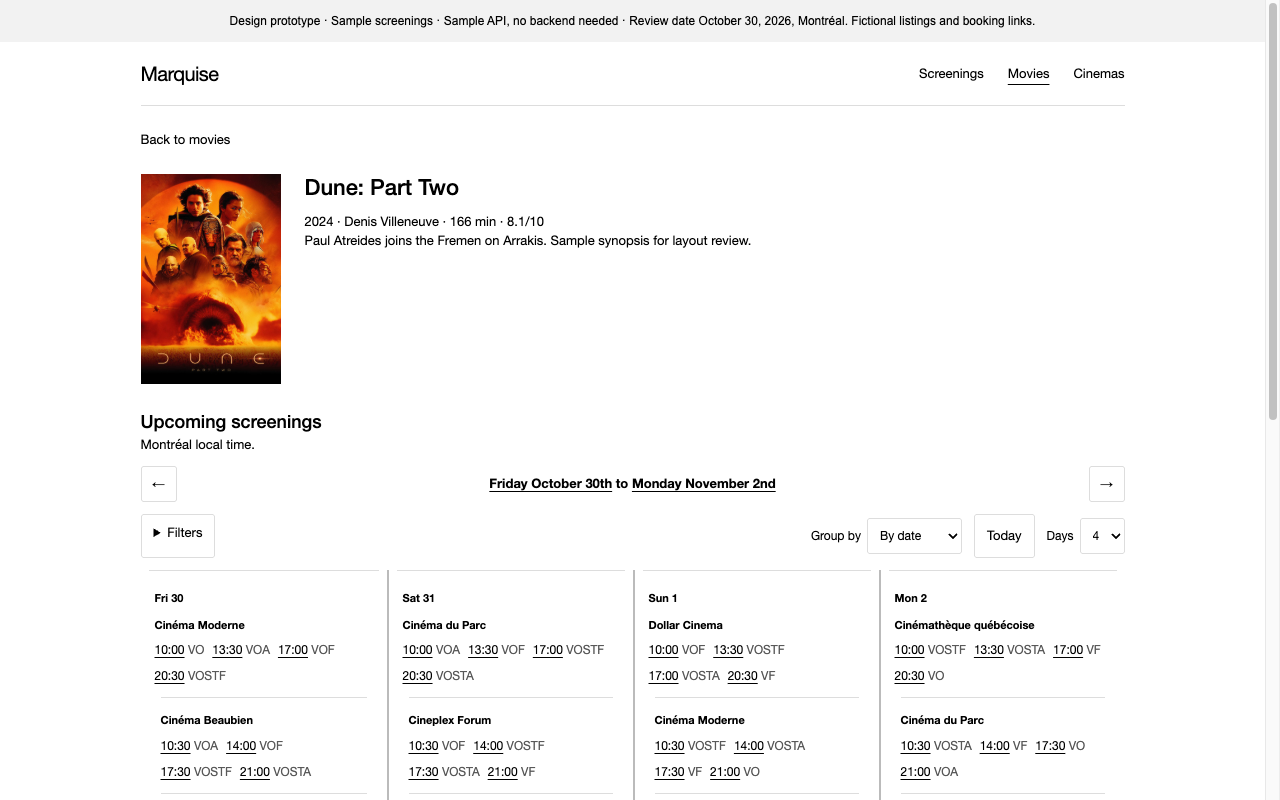 Design prototype · Sample screenings · Sample API, no backend needed · Review date October 30, 2026, Montréal. Fictional listings and booking links.
Marquise
Screenings Movies Cinemas
Back to movies
Dune: Part Two
2024 · Denis Villeneuve · 166 min · 8.1/10
Paul Atreides joins the Fremen on Arrakis. Sample synopsis for layout review.
DUNE
PART TWO
Upcoming screenings
Montréal local time.
← Friday October 30th to Monday November 2nd →
▶ Filters Group by By date Today Days 4
Fri 30
Cinéma Moderne
10:00 VO 13:30 VOA 17:00 VOF
20:30 VOSTF
Cinéma Beaubien
10:30 VOA 14:00 VOF
17:30 VOSTF 21:00 VOSTA
Sat 31
Cinéma du Parc
10:00 VOA 13:30 VOF 17:00 VOSTF
20:30 VOSTA
Cineplex Forum
10:30 VOF 14:00 VOSTF
17:30 VOSTA 21:00 VF
Sun 1
Dollar Cinema
10:00 VOF 13:30 VOSTF
17:00 VOSTA 20:30 VF
Cinéma Moderne
10:30 VOSTF 14:00 VOSTA
17:30 VF 21:00 VO
Mon 2
Cinémathèque québécoise
10:00 VOSTF 13:30 VOSTA 17:00 VF
20:30 VO
Cinéma du Parc
10:30 VOSTA 14:00 VF 17:30 VO
21:00 VOA